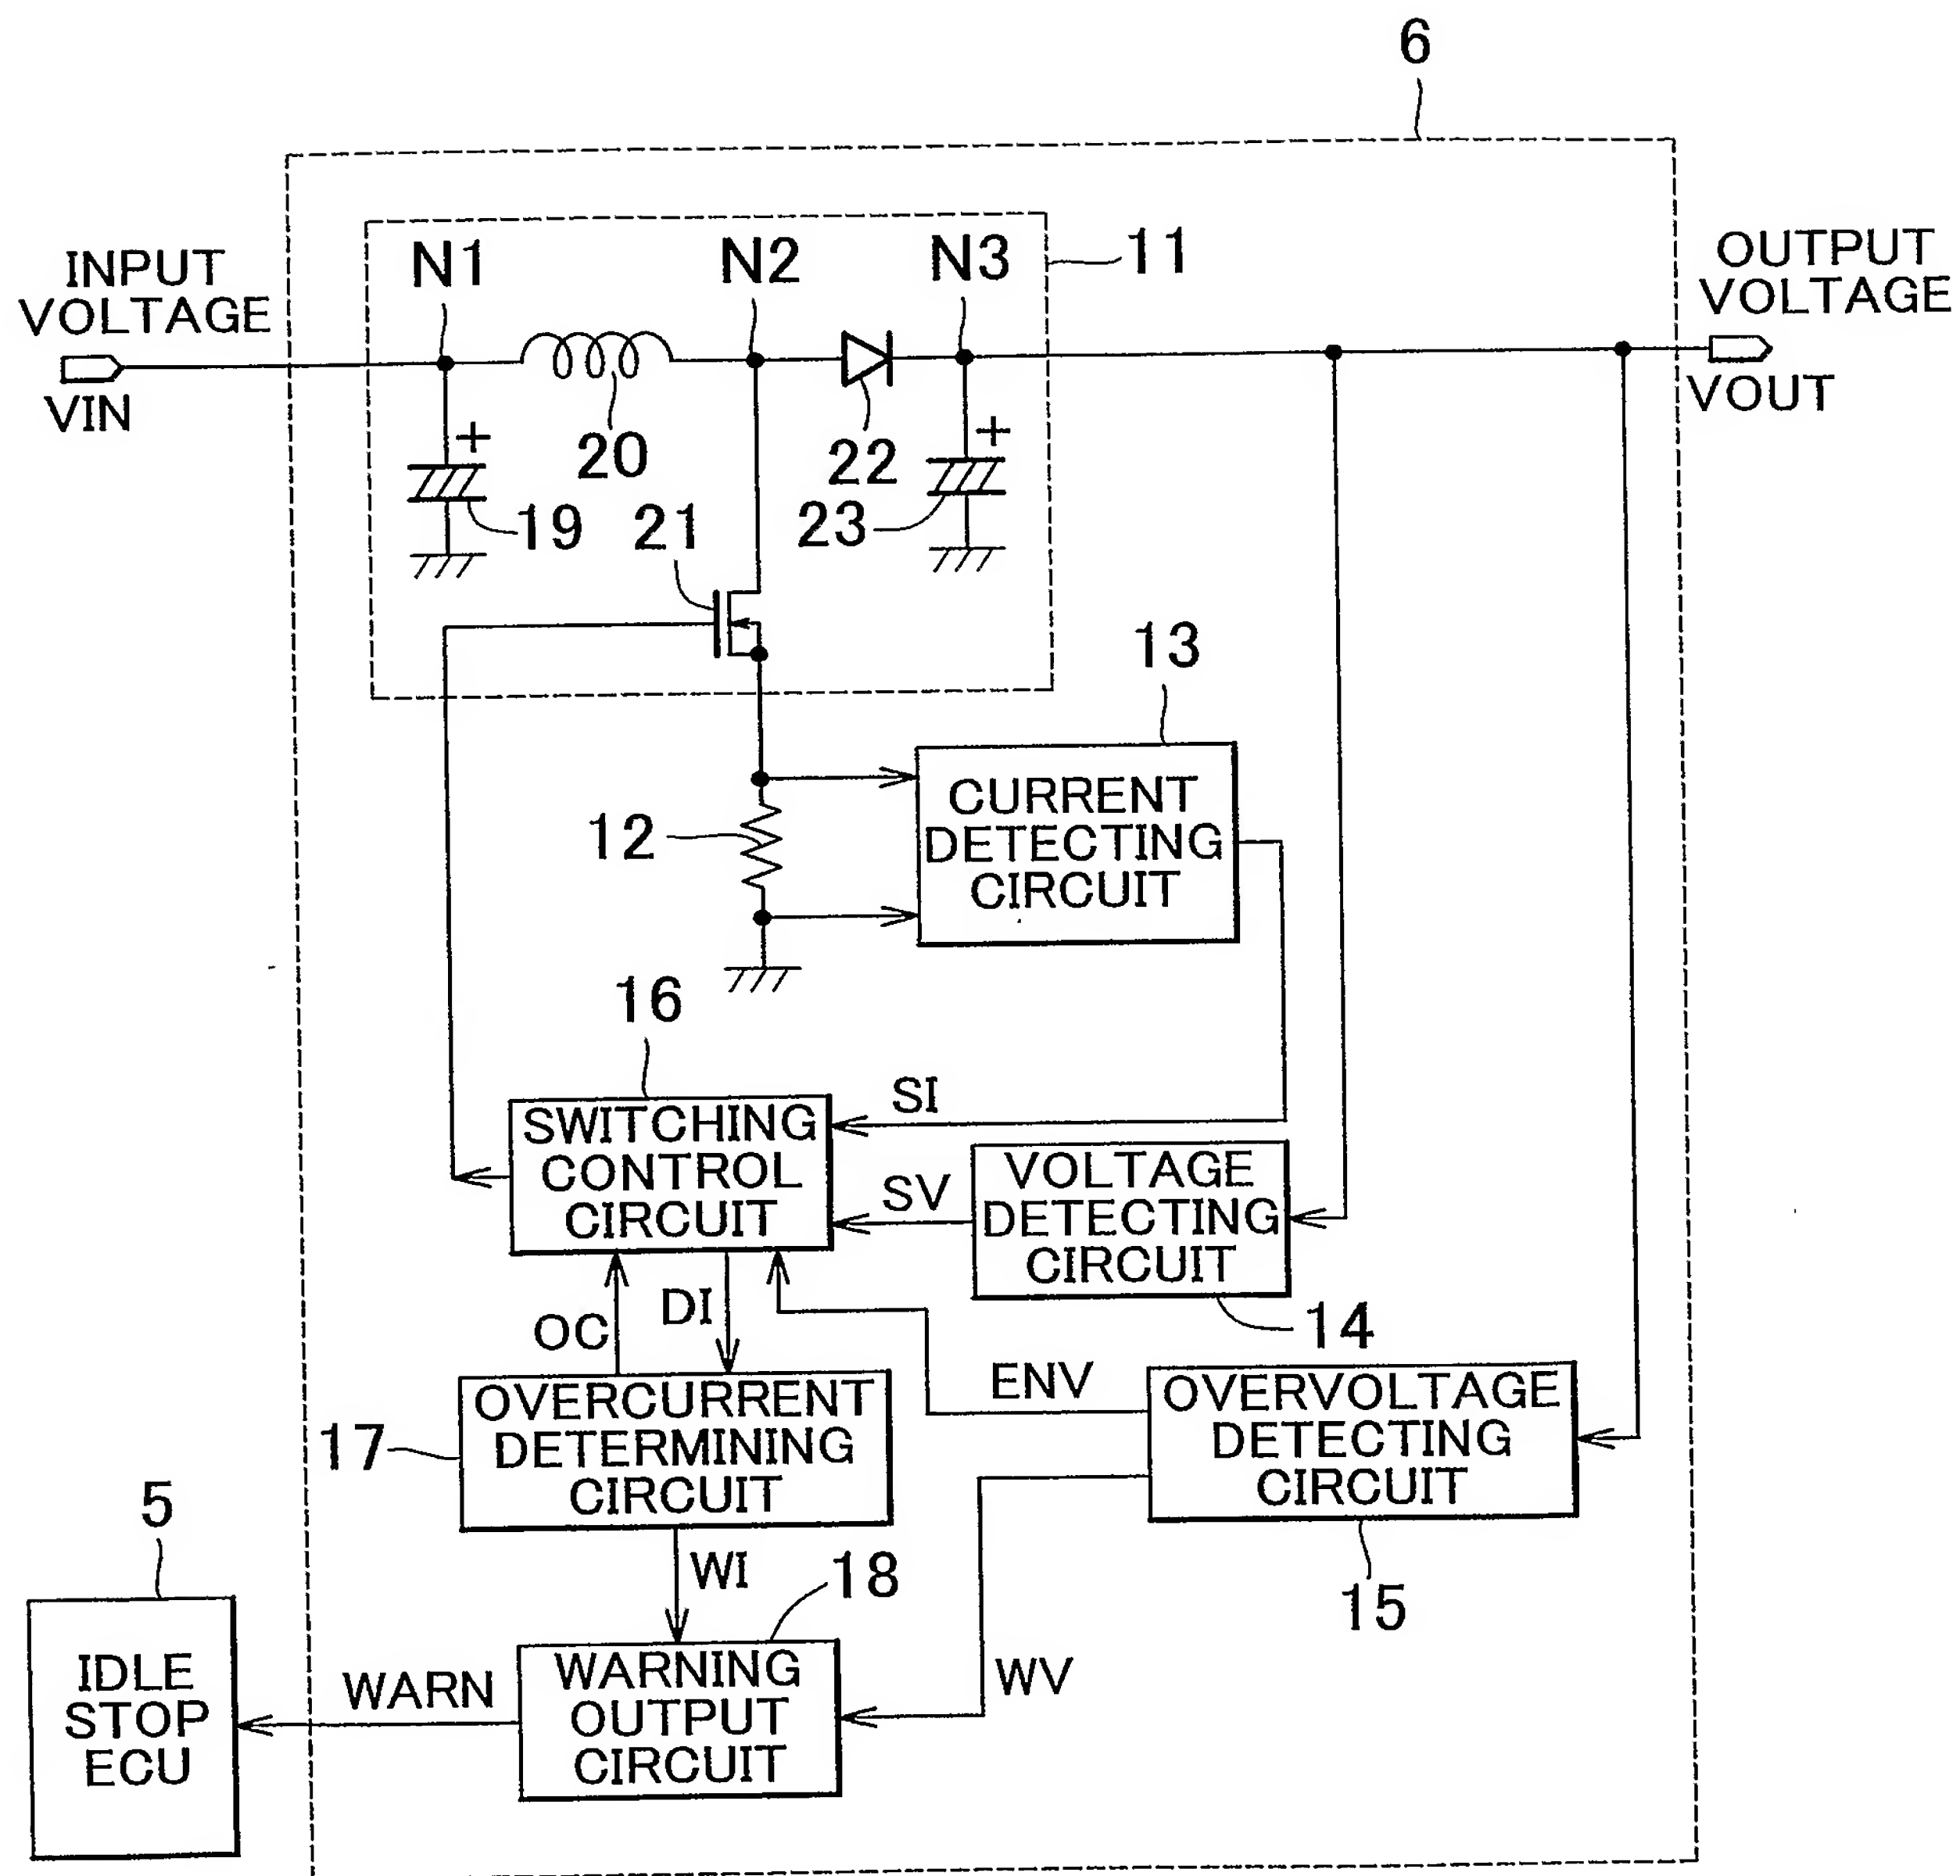 6
INPUT
VOLTAGE
VIN
N1
N2
N3
11
OUTPUT
VOLTAGE
VOUT
+
+
20
22
19
21
23
13
CURRENT
DETECTING
CIRCUIT
12
16
SWITCHING
CONTROL
CIRCUIT
SI
SV
VOLTAGE
DETECTING
CIRCUIT
14
OC
DI
ENV
OVERCURRENT
DETERMINING
CIRCUIT
17
OVERVOLTAGE
DETECTING
CIRCUIT
15
5
WI
18
IDLE
STOP
ECU
WARN
WARNING
OUTPUT
CIRCUIT
WV